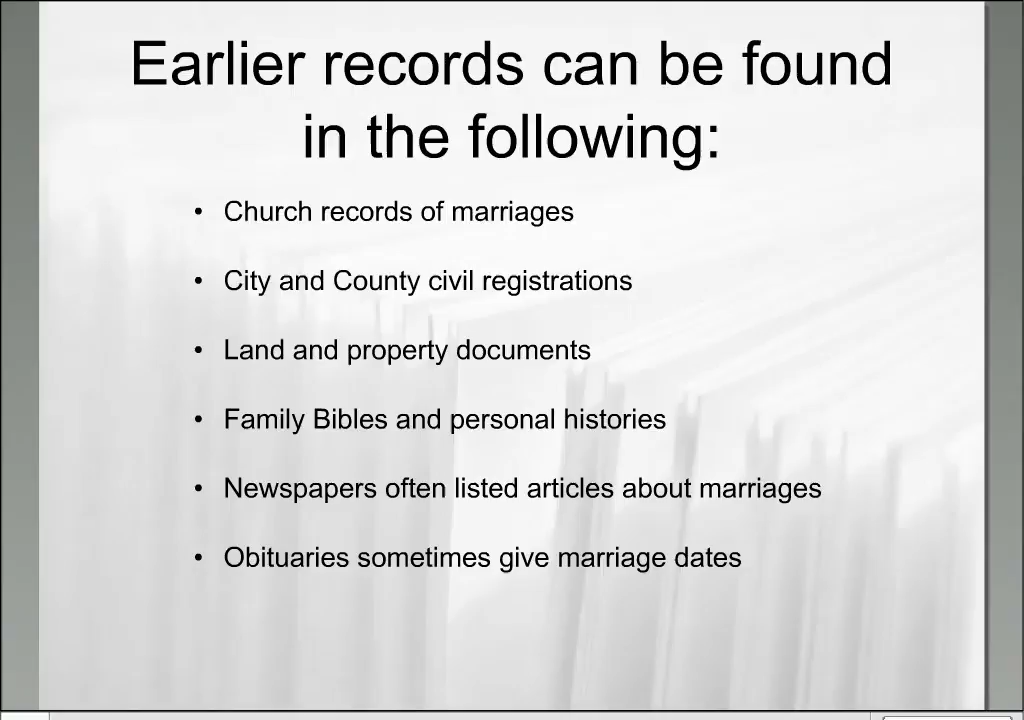 Earlier records can be found
in the following:
• Church records of marriages
• City and County civil registrations
• Land and property documents
• Family Bibles and personal histories
• Newspapers often listed articles about marriages
• Obituaries sometimes give marriage dates